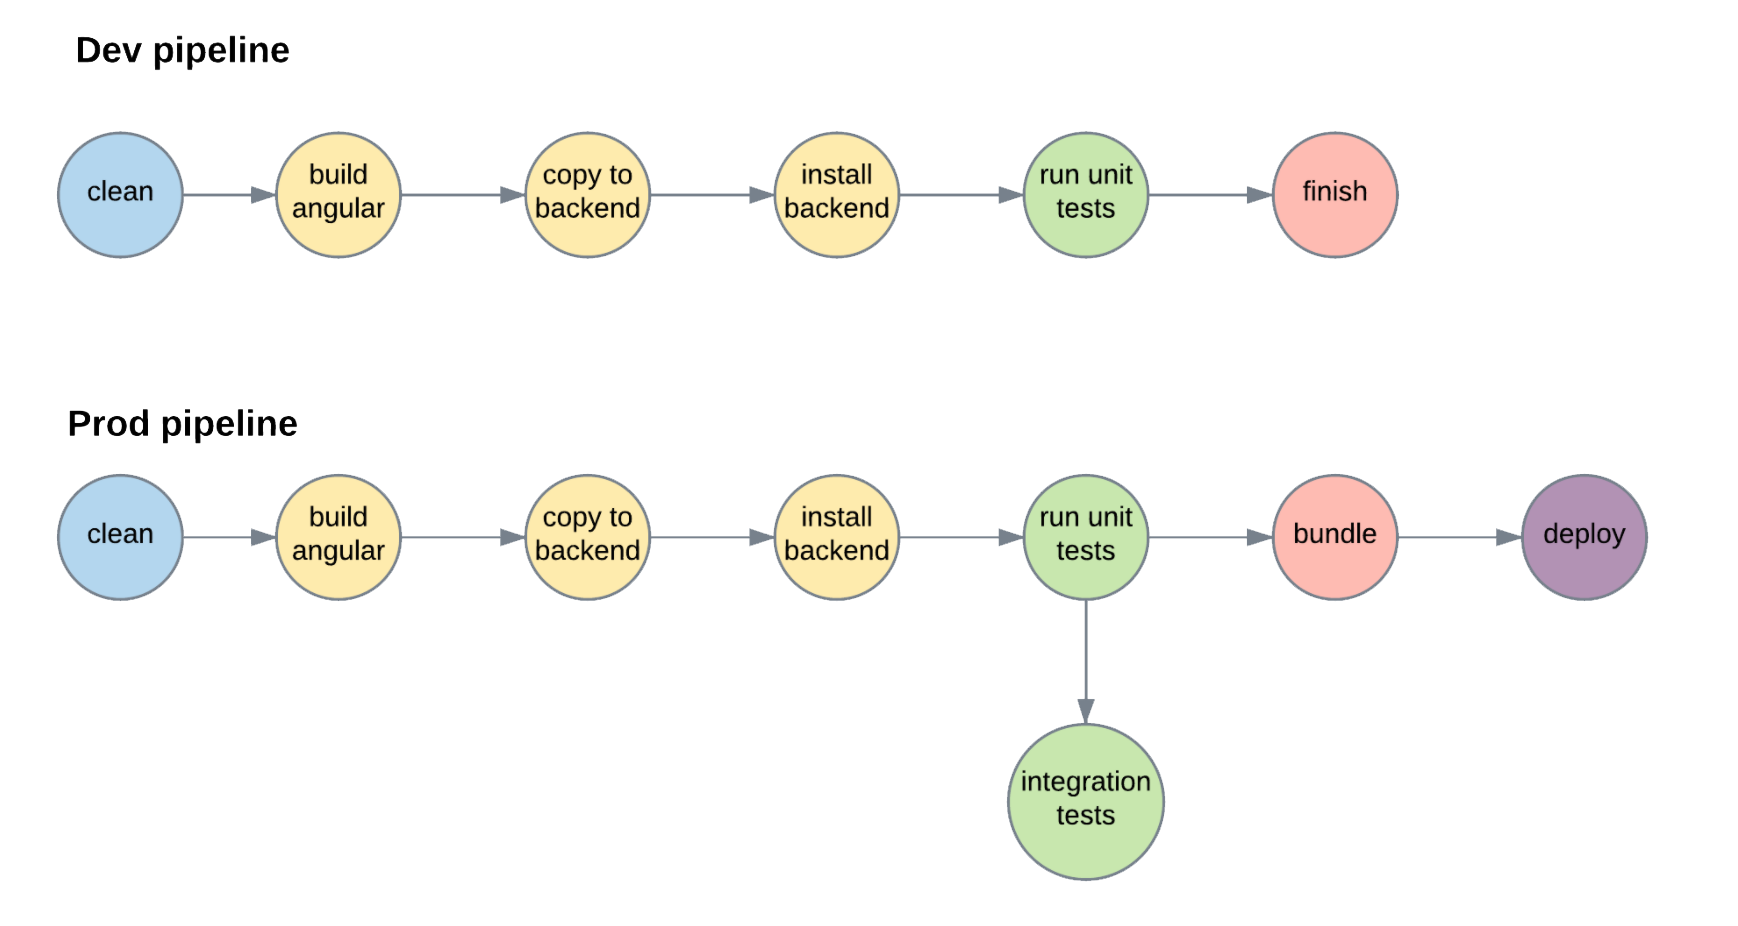 Dev pipeline
clean
build
angular
copy to
backend
install
backend
run unit
tests
finish
Prod pipeline
clean
build
angular
copy to
backend
install
backend
run unit
tests
bundle
deploy
integration
tests